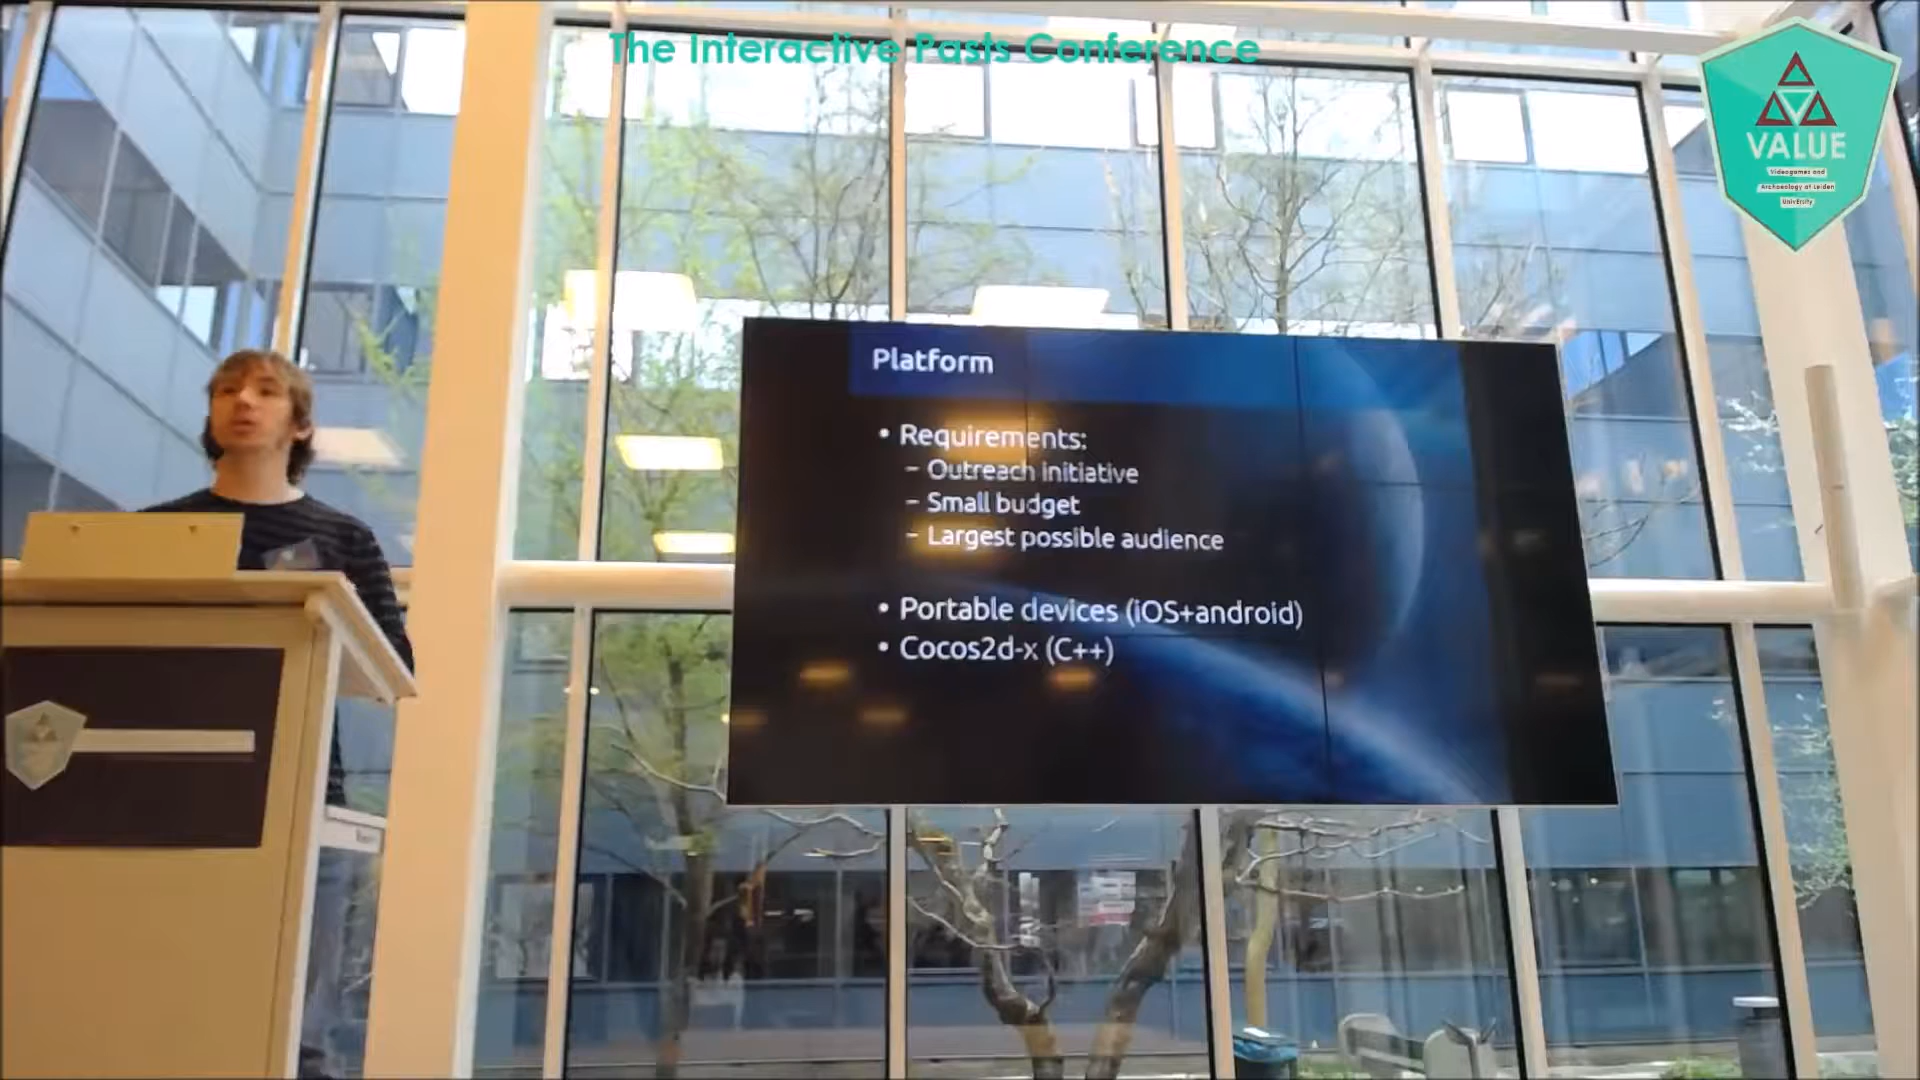 The Interactive Pasts Conference
VALUE
Videogames and
Archaeology at Leiden
University
Platform
• Requirements:
– Outreach initiative
– Small budget
– Largest possible audience
• Portable devices (iOS+android)
• Cocos2d-x (C++)